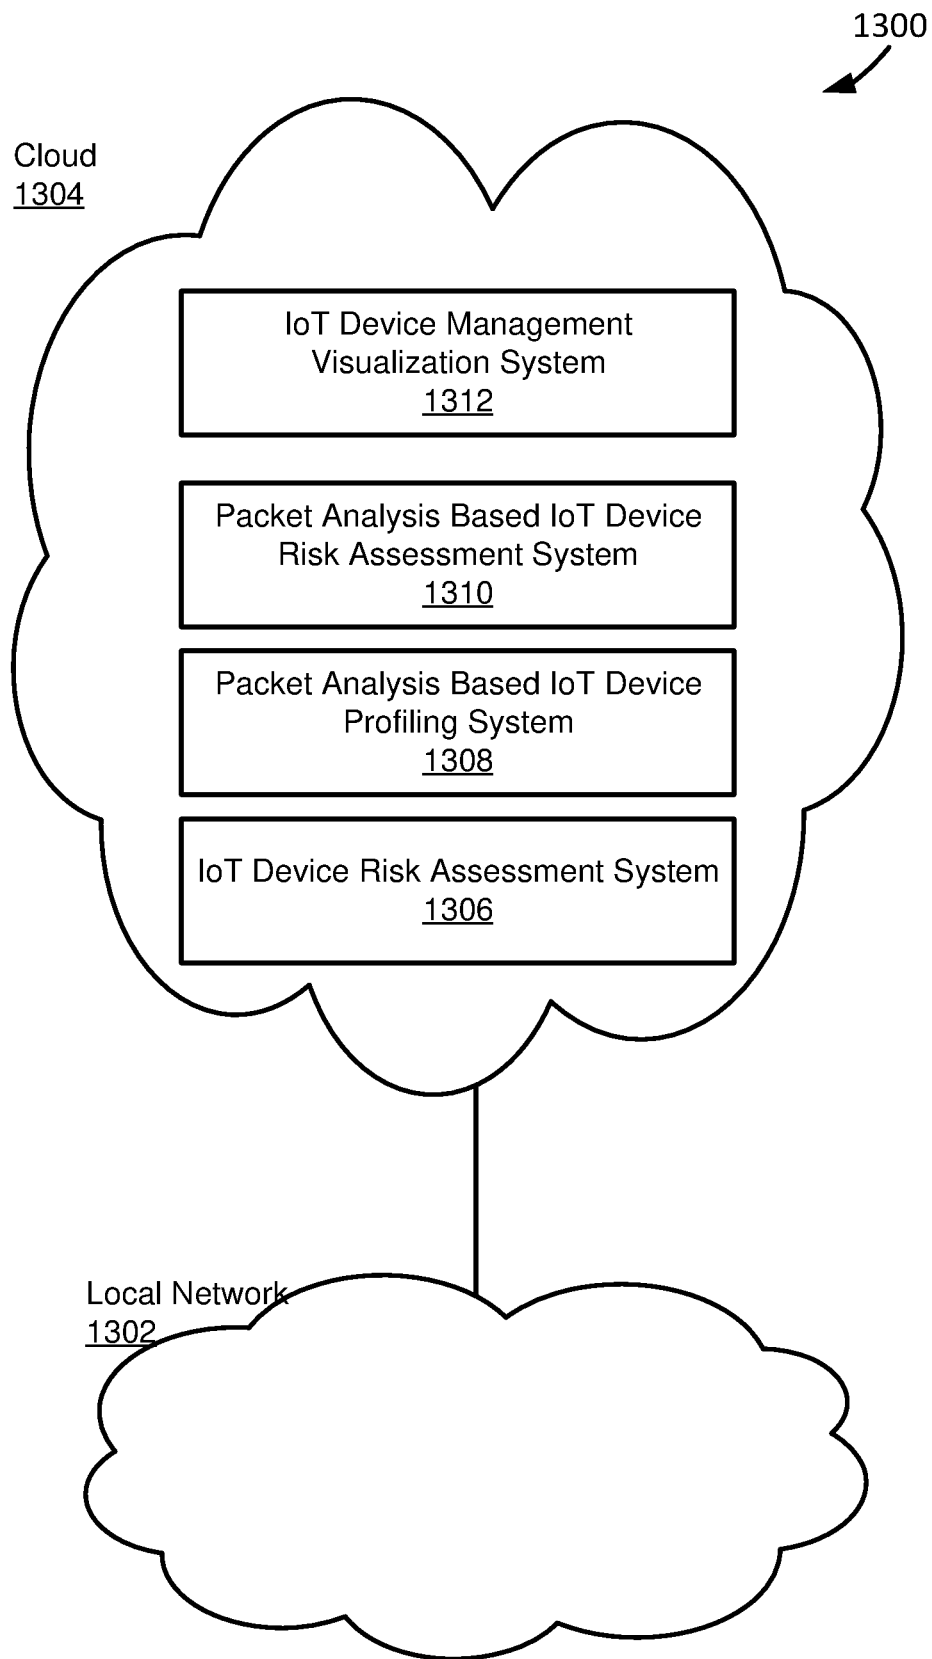 1300
Cloud
1304
IoT Device Management
Visualization System
1312
Packet Analysis Based IoT Device
Risk Assessment System
1310
Packet Analysis Based IoT Device
Profiling System
1308
IoT Device Risk Assessment System
1306
Local Network
1302